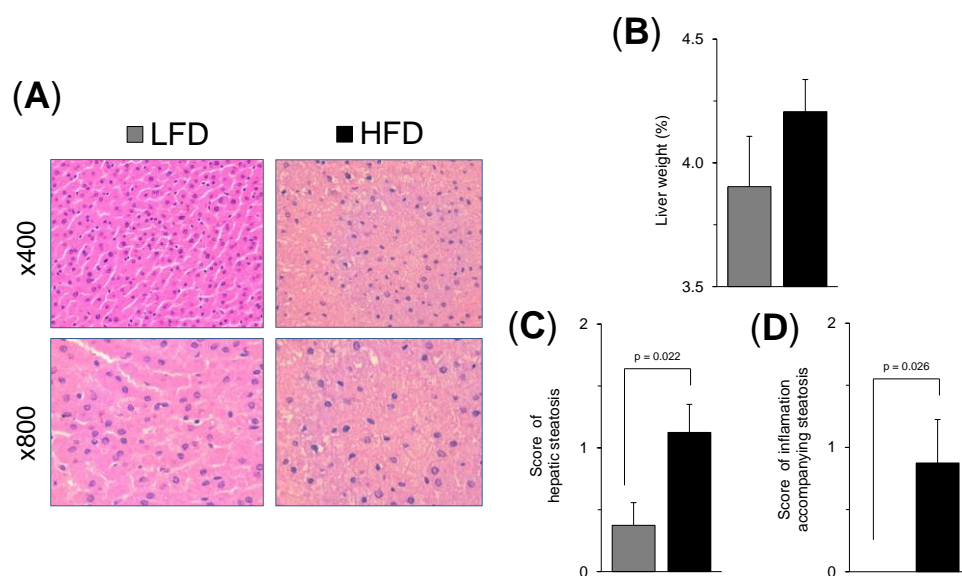 (A)
LFD HFD
x400
x800
(B)
Liver weight (%)
4.5
4.0
3.5
(C)
Score of
hepatic steatosis
2
1
0
p = 0.022
(D)
Score of inflamation
accompanying steatosis
2
1
0
p = 0.026